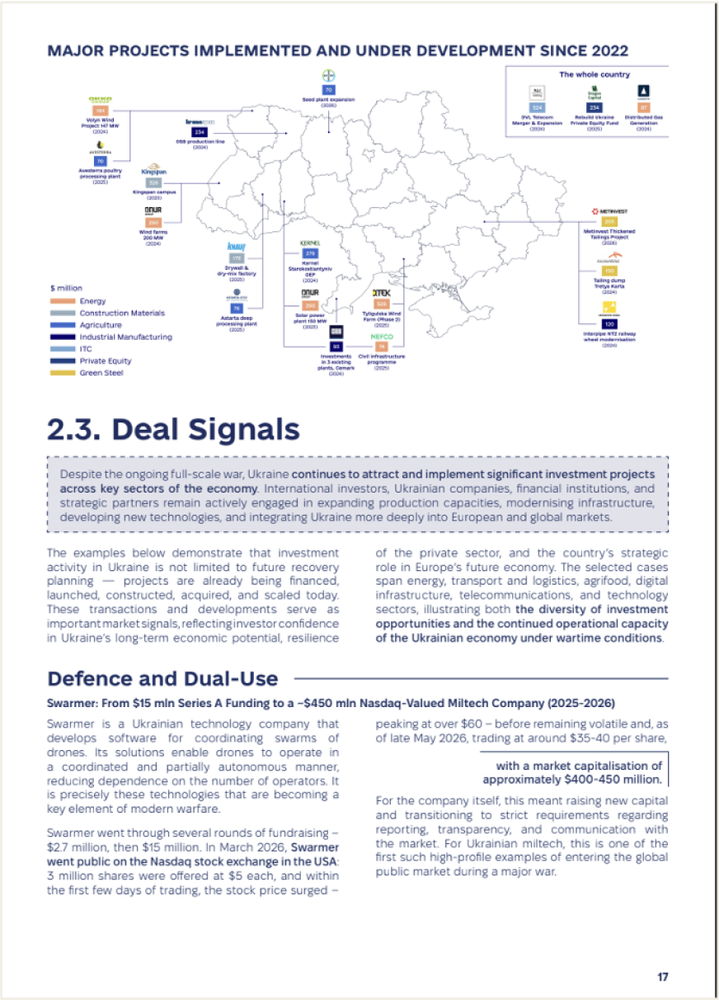 MAJOR PROJECTS IMPLEMENTED AND UNDER DEVELOPMENT SINCE 2022
The whole country
524
DVL Telecom
Merger & Expansion
(2024)
Dragon
Capital
234
Rebuild Ukraine
Private Equity Fund
(2025)
87
Distributed Gas
Generation
(2024)
OKKO
Volyn Wind
Project 147 MW
(2024)
AVESTERRA
70
Avesterra poultry
processing plant
(2025)
234
OSB production line
(2024)
70
Seed plant expansion
(2028)
Kingspan
Kingspan campus
(2025)
ONUR
Wind farms
200 MW
(2024)
knauf
Drywall &
dry-mix factory
(2025)
76
Astarta deep
processing plant
(2025)
KERNEL
Kernel
Starokostiantyniv
OEP
(2024)
ONUR
Solar power
plant 150 MW
(2025)
93
Investments
in 3 existing
plants, Cemark
(2024)
DTEK
Tyligulska Wind
Farm (Phase 2)
(2025)
NEFCO
Civil infrastructure
programme
(2025)
METINVEST
Metinvest Thickened
Tailings Project
(2026)
Tailing dump
Tretya Karta
(2024)
120
Interpipe NTZ railway
wheel modernisation
(2024)
$ million
Energy
Construction Materials
Agriculture
Industrial Manufacturing
ITC
Private Equity
Green Steel
2.3. Deal Signals
Despite the ongoing full-scale war, Ukraine continues to attract and implement significant investment projects
across key sectors of the economy. International investors, Ukrainian companies, financial institutions, and
strategic partners remain actively engaged in expanding production capacities, modernising infrastructure,
developing new technologies, and integrating Ukraine more deeply into European and global markets.
The examples below demonstrate that investment
activity in Ukraine is not limited to future recovery
planning — projects are already being financed,
launched, constructed, acquired, and scaled today.
These transactions and developments serve as
important market signals, reflecting investor confidence
in Ukraine's long-term economic potential, resilience
of the private sector, and the country's strategic
role in Europe's future economy. The selected cases
span energy, transport and logistics, agrifood, digital
infrastructure, telecommunications, and technology
sectors, illustrating both the diversity of investment
opportunities and the continued operational capacity
of the Ukrainian economy under wartime conditions.
Defence and Dual-Use
Swarmer: From $15 mln Series A Funding to a ~$450 mln Nasdaq-Valued Miltech Company (2025-2026)
Swarmer is a Ukrainian technology company that
develops software for coordinating swarms of
drones. Its solutions enable drones to operate in
a coordinated and partially autonomous manner,
reducing dependence on the number of operators. It
is precisely these technologies that are becoming a
key element of modern warfare.
Swarmer went through several rounds of fundraising –
$2.7 million, then $15 million. In March 2026, Swarmer
went public on the Nasdaq stock exchange in the USA:
3 million shares were offered at $5 each, and within
the first few days of trading, the stock price surged –
peaking at over $60 – before remaining volatile and, as
of late May 2026, trading at around $35-40 per share,
with a market capitalisation of
approximately $400-450 million.
For the company itself, this meant raising new capital
and transitioning to strict requirements regarding
reporting, transparency, and communication with
the market. For Ukrainian miltech, this is one of the
first such high-profile examples of entering the global
public market during a major war.
17